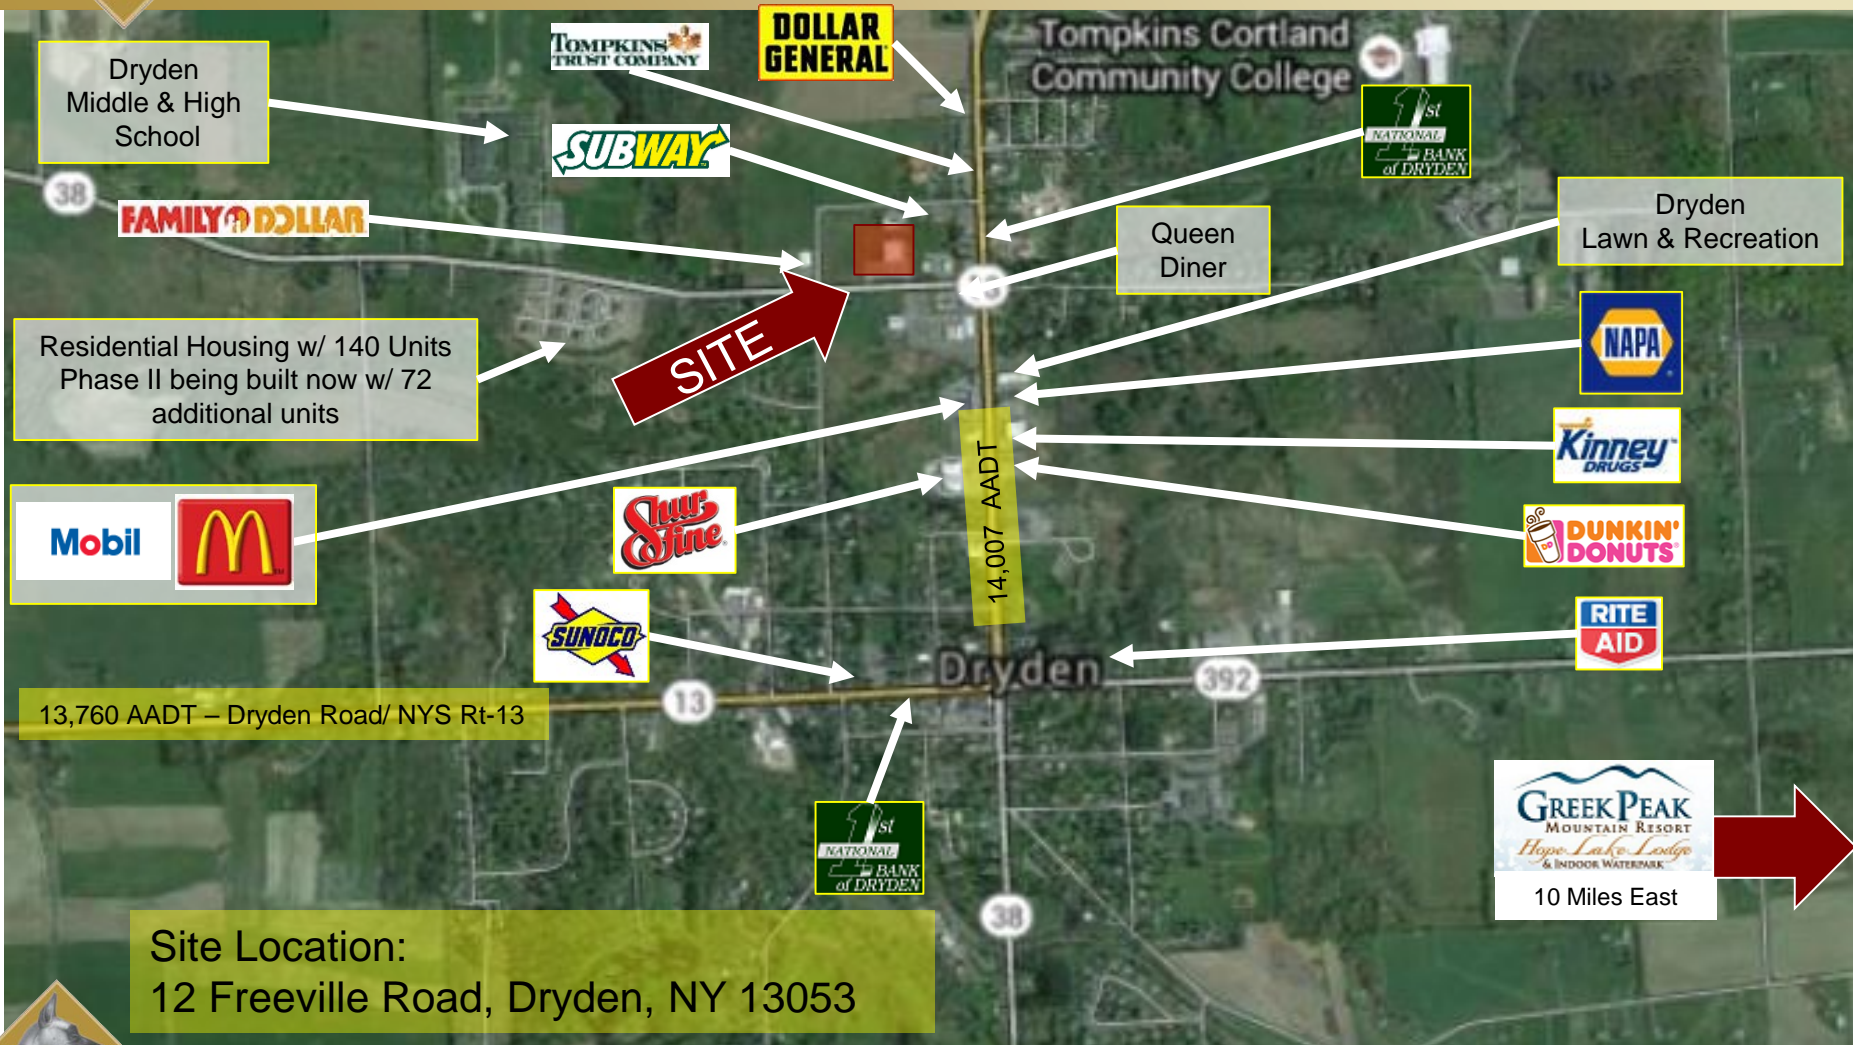 DOLLAR
GENERAL
TOMPKINS
TRUST COMPANY
Tompkins Cortland
Community College
Dryden
Middle & High
School
SUBWAY
1st
NATIONAL
BANK
of DRYDEN
38
FAMILY DOLLAR
Dryden
Lawn & Recreation
Queen
Diner
NAPA
SITE
Residential Housing w/ 140 Units
Phase II being built now w/ 72
additional units
Kinney
DRUGS
14,007 AADT
Mobil
Shur
Fine
DUNKIN'
DONUTS
DD
SUNOCO
RITE
AID
Dryden
392
13
13,760 AADT – Dryden Road/ NYS Rt-13
GREEK PEAK
MOUNTAIN RESORT
Hope Lake Lodge
& INDOOR WATERPARK
10 Miles East
1st
NATIONAL
BANK
of DRYDEN
38
Site Location:
12 Freeville Road, Dryden, NY 13053